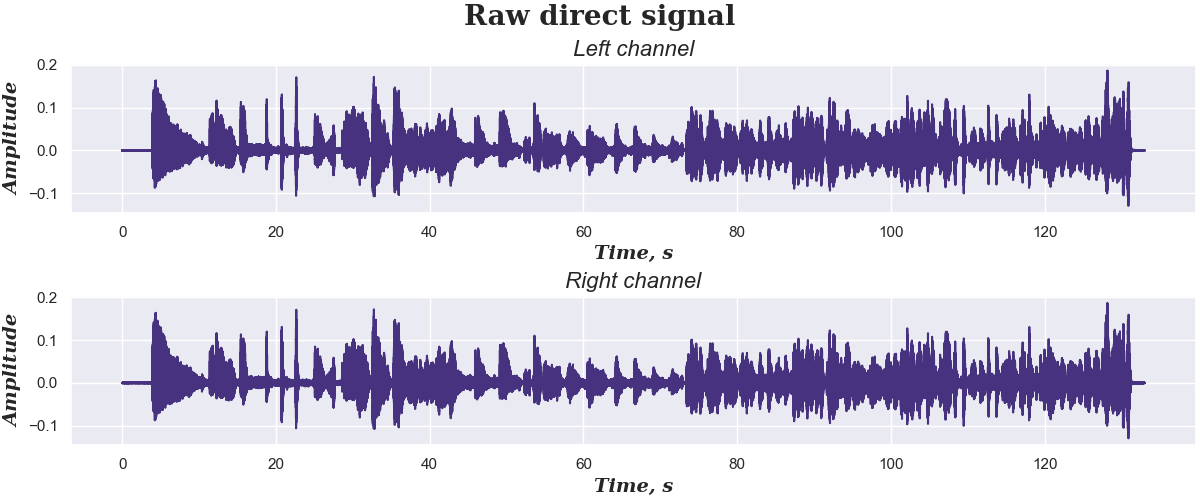 Raw direct signal
Left channel
Amplitude
0.2
0.1
0.0
−0.1
0 20 40 60 80 100 120
Time, s
Right channel
Amplitude
0.2
0.1
0.0
−0.1
0 20 40 60 80 100 120
Time, s